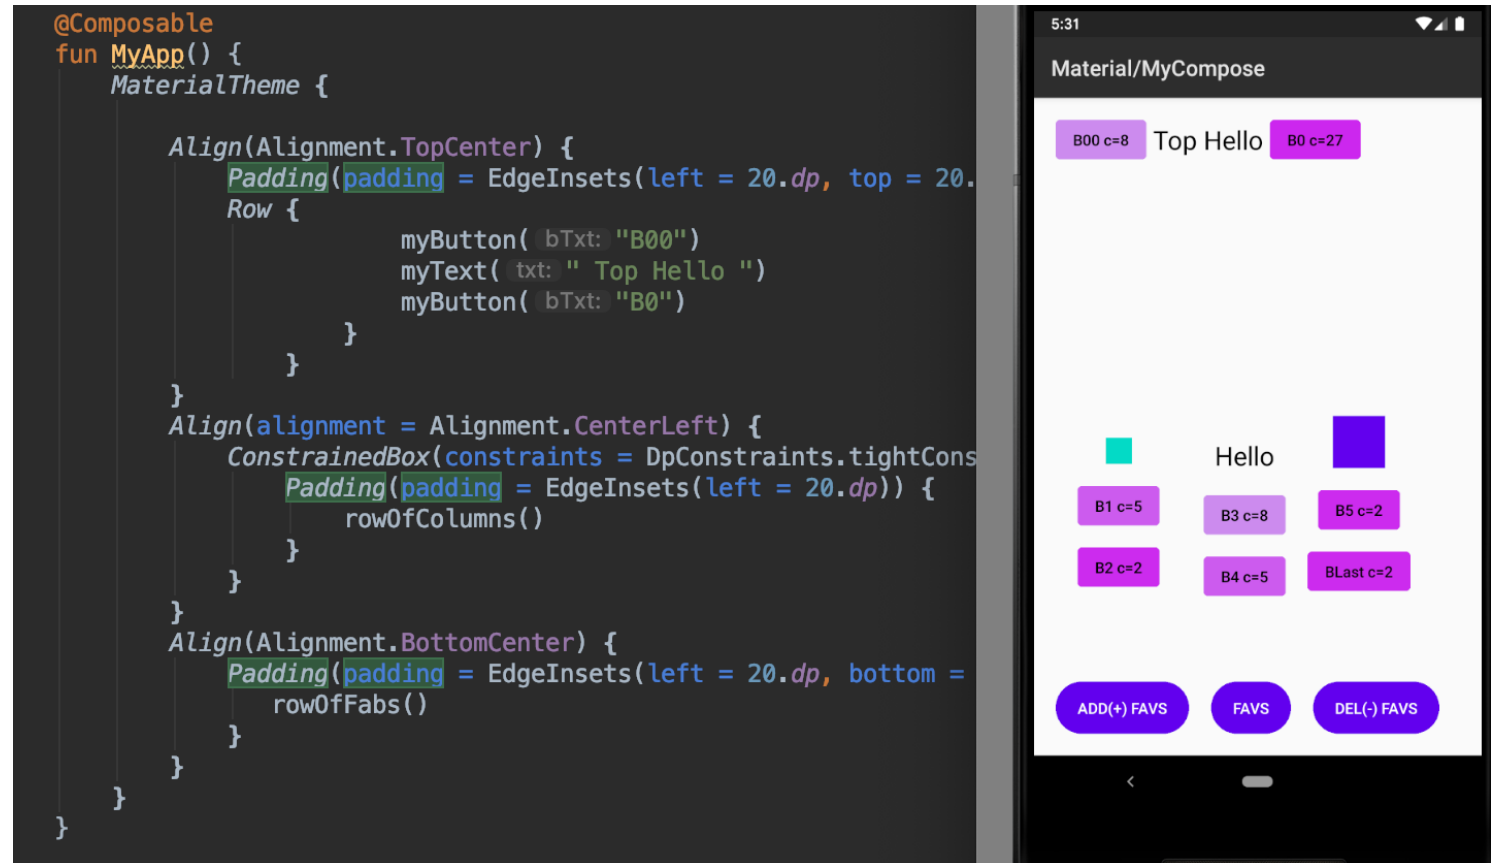 @Composable
fun MyApp() {
MaterialTheme {
Align(Alignment.TopCenter) {
Padding(padding = EdgeInsets(left = 20.dp, top = 20.
Row {
myButton( bTxt: "B00")
myText( txt: " Top Hello ")
myButton( bTxt: "B0")
}
}
}
Align(alignment = Alignment.CenterLeft) {
ConstrainedBox(constraints = DpConstraints.tightCons
Padding(padding = EdgeInsets(left = 20.dp)) {
rowOfColumns()
}
}
}
Align(Alignment.BottomCenter) {
Padding(padding = EdgeInsets(left = 20.dp, bottom =
rowOfFabs()
}
}
}
}
5:31
Material/MyCompose
B00 c=8 Top Hello B0 c=27
Hello
B1 c=5 B3 c=8 B5 c=2
B2 c=2 B4 c=5 BLast c=2
ADD(+) FAVS FAVS DEL(-) FAVS